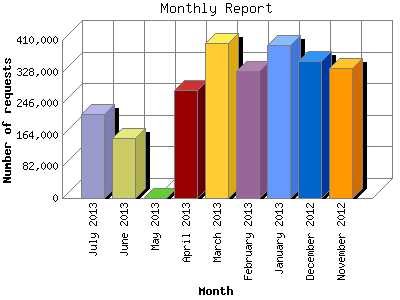 Monthly Report
Number of requests
410,000
328,000
246,000
164,000
82,000
0
July 2013
June 2013
May 2013
April 2013
March 2013
February 2013
January 2013
December 2012
November 2012
Month